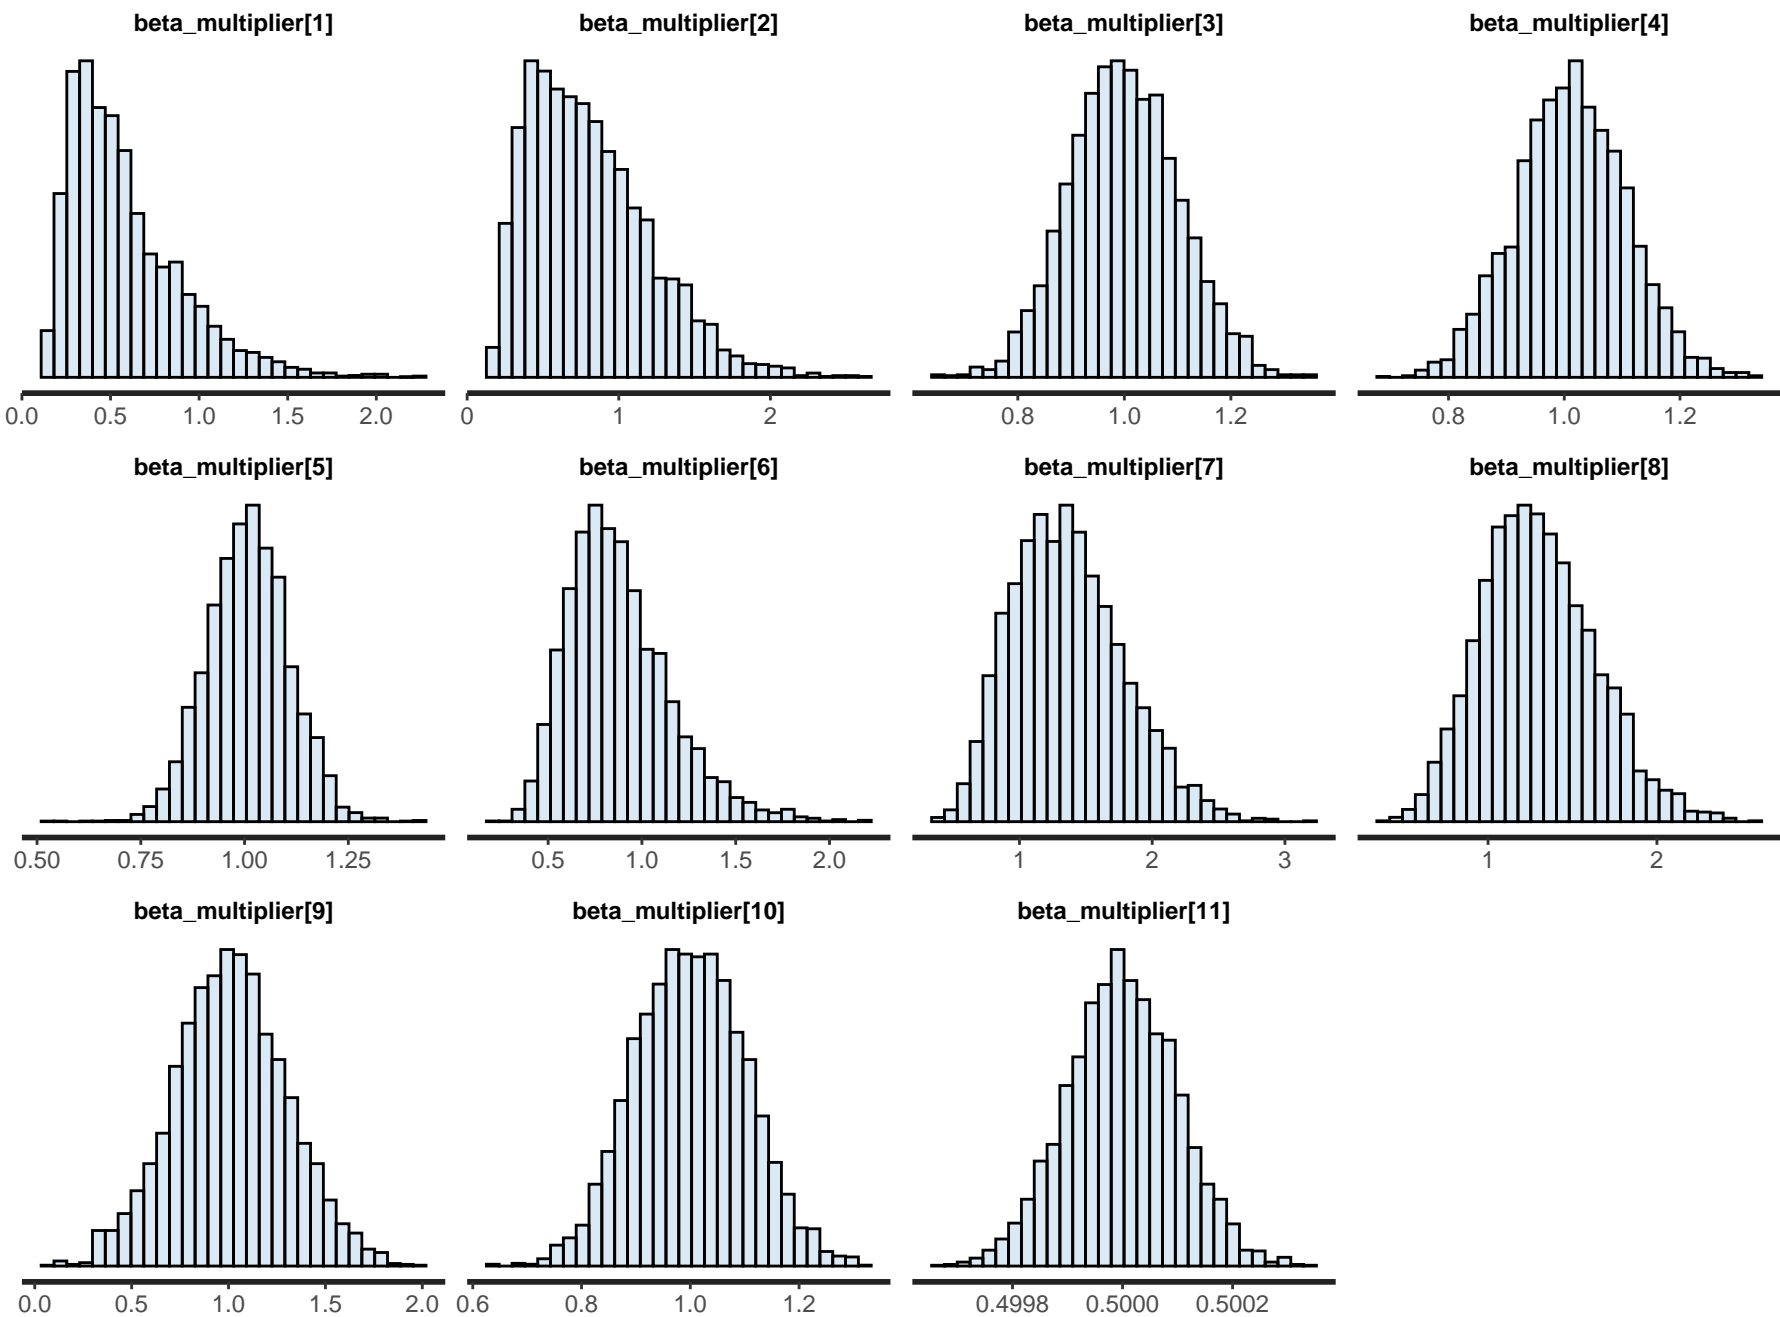 beta_multiplier[1] beta_multiplier[2] beta_multiplier[3] beta_multiplier[4]
0.0 0.5 1.0 1.5 2.0 0 1 2 0.8 1.0 1.2 0.8 1.0 1.2
beta_multiplier[5] beta_multiplier[6] beta_multiplier[7] beta_multiplier[8]
0.50 0.75 1.00 1.25 0.5 1.0 1.5 2.0 1 2 3 1 2
beta_multiplier[9] beta_multiplier[10] beta_multiplier[11]
0.0 0.5 1.0 1.5 2.0 0.6 0.8 1.0 1.2 0.4998 0.5000 0.5002